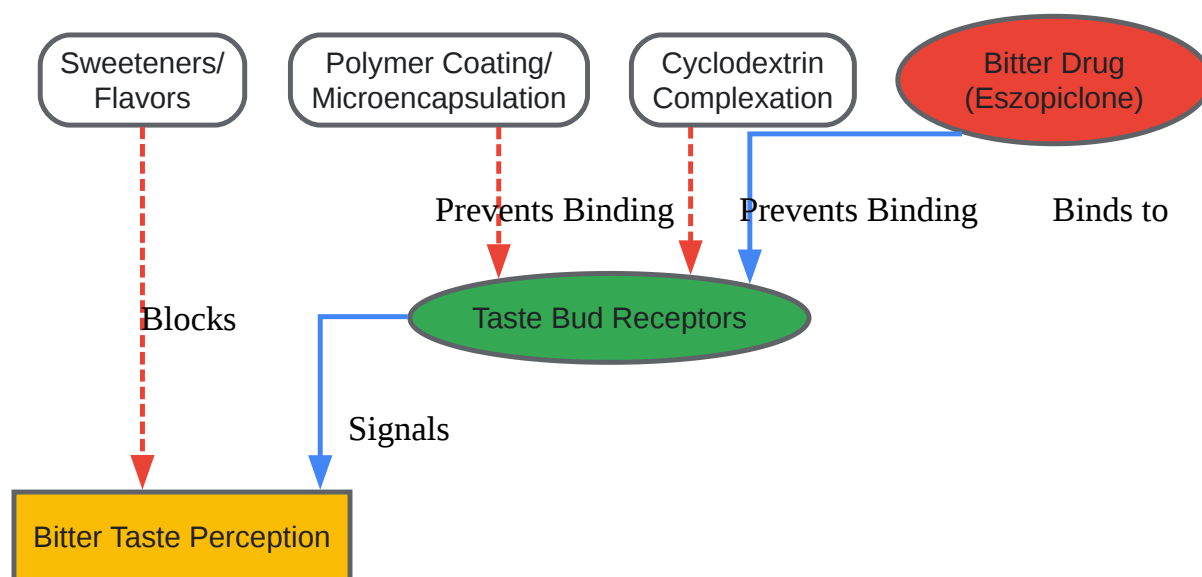 Sweeteners/
Flavors
Polymer Coating/
Microencapsulation
Cyclodextrin
Complexation
Bitter Drug
(Eszopiclone)
Prevents Binding
Prevents Binding
Binds to
Taste Bud Receptors
Blocks
Signals
Bitter Taste Perception